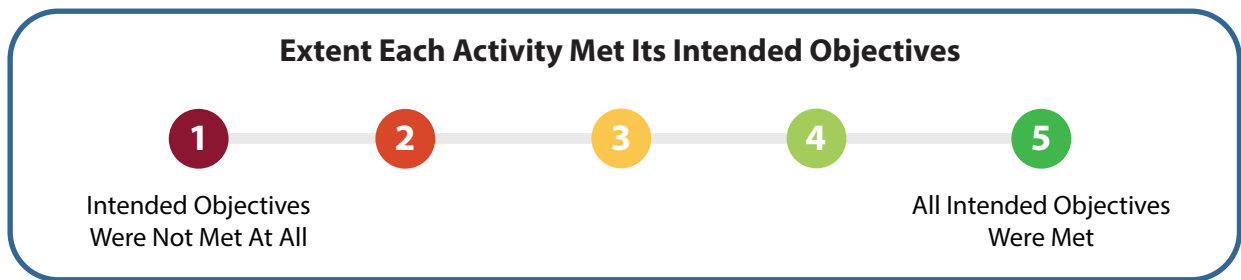 Extent Each Activity Met Its Intended Objectives
1 2 3 4 5
Intended Objectives
Were Not Met At All
All Intended Objectives
Were Met